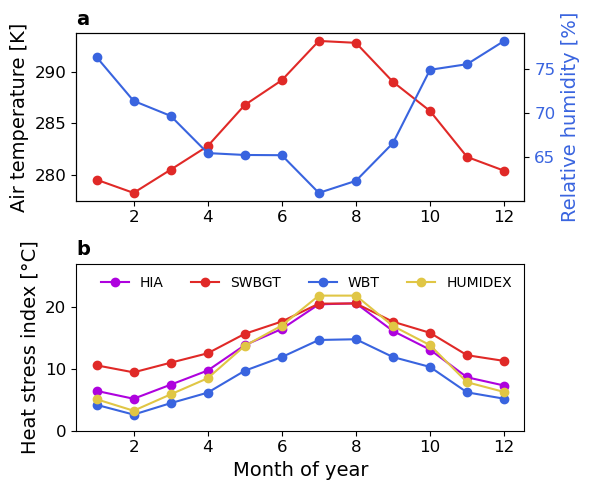 a
Air temperature [K]
290
285
280
75
70
65
Relative humidity [%]
2 4 6 8 10 12
b
Heat stress index [°C]
HIA SWBGT WBT HUMIDEX
20
10
0
2 4 6 8 10 12
Month of year